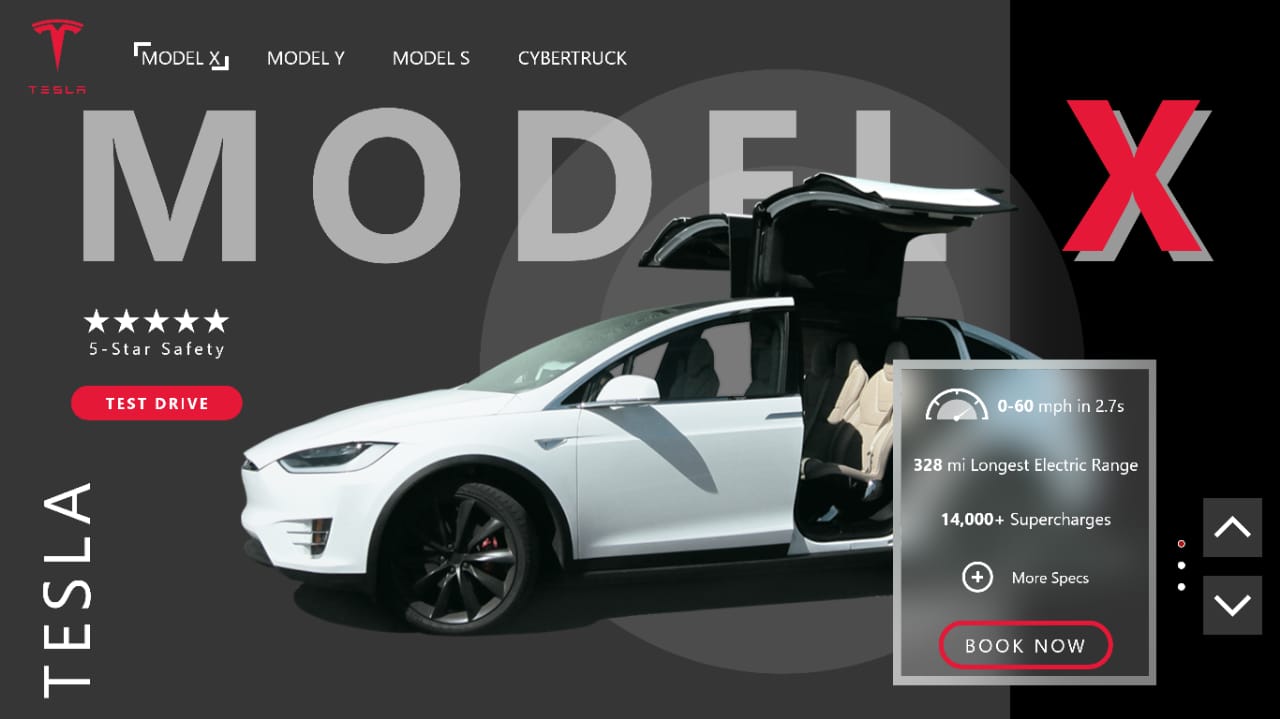 TESLA
MODEL X
MODEL Y
MODEL S
CYBERTRUCK
MODEL X
5-Star Safety
TEST DRIVE
TESLA
0-60 mph in 2.7s
328 mi Longest Electric Range
14,000+ Supercharges
More Specs
BOOK NOW